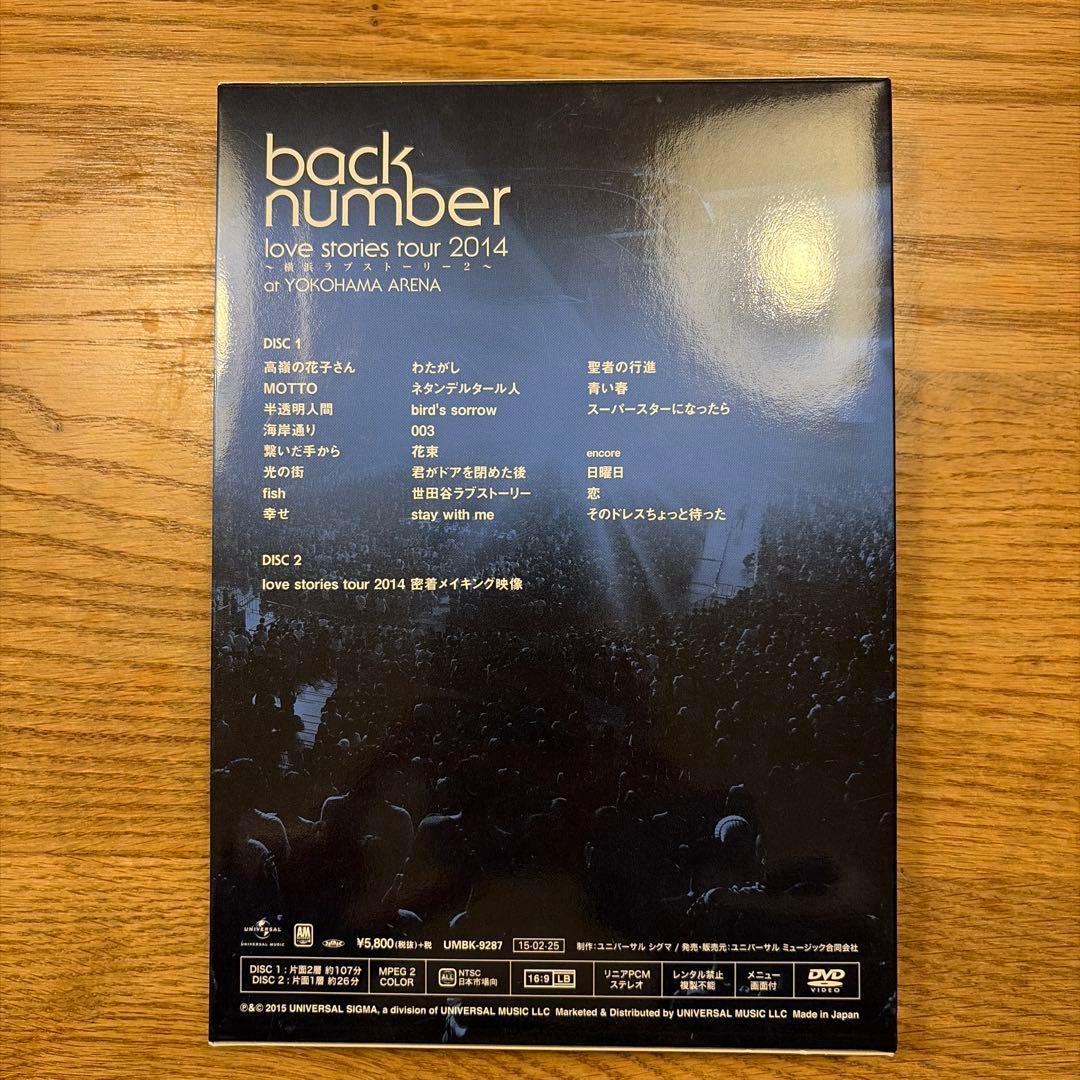 back
number
love stories tour 2014
～横浜ラブストーリー2～
at YOKOHAMA ARENA
DISC 1
高嶺の花子さん
MOTTO
半透明人間
海岸通り
繋いだ手から
光の街
fish
幸せ
わたがし
ネタンデルタール人
bird's sorrow
003
花束
君がドアを閉めた後
世田谷ラブストーリー
stay with me
聖者の行進
青い春
スーパースターになったら
encore
日曜日
恋
そのドレスちょっと待った
DISC 2
love stories tour 2014 密着メイキング映像
UNIVERSAL
UNIVERSAL MUSIC
AM
¥5,800(税抜)+税 UMBK-9287 15-02-25 制作：ユニバーサル シグマ / 発売・販売元：ユニバーサル ミュージック合同会社
DISC 1：片面2層 約107分
DISC 2：片面1層 約26分
MPEG 2
COLOR
ALL NTSC
日本市場向
16:9 LB
リニアPCM
ステレオ
レンタル禁止
複製不能
メニュー
画面付
DVD
VIDEO
℗&© 2015 UNIVERSAL SIGMA, a division of UNIVERSAL MUSIC LLC Marketed & Distributed by UNIVERSAL MUSIC LLC Made in Japan